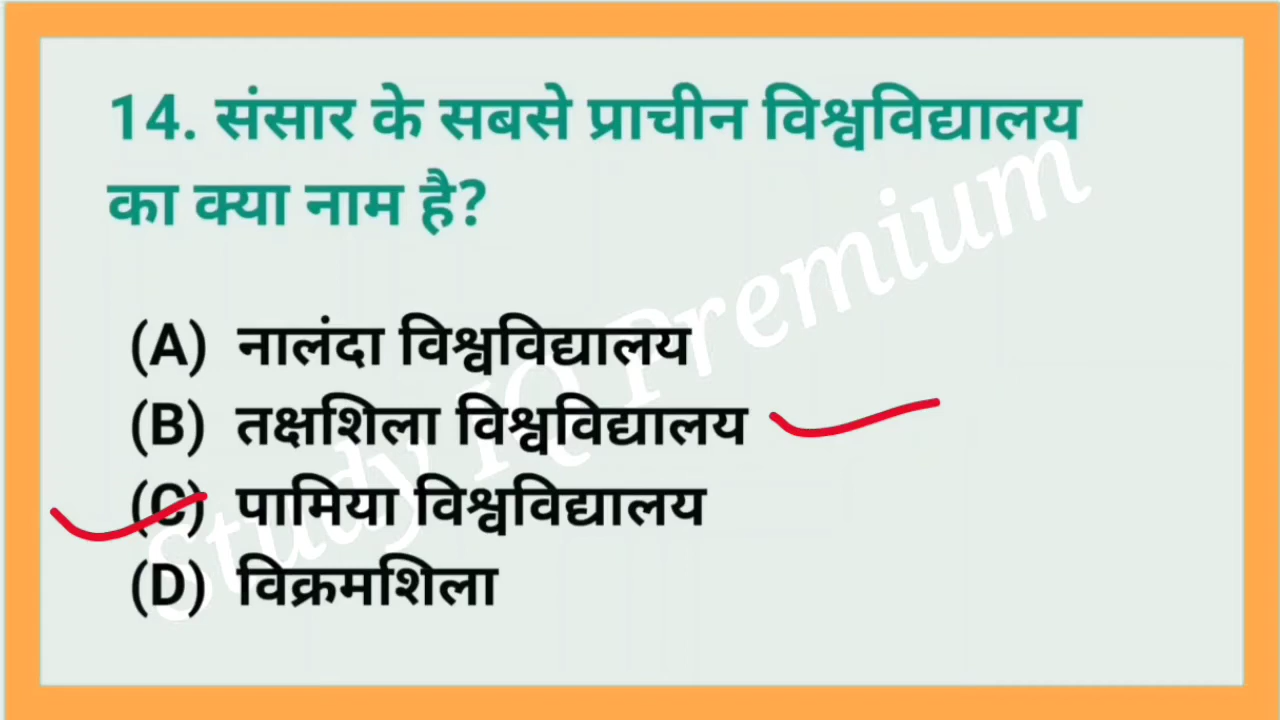 14. संसार के सबसे प्राचीन विश्वविद्यालय
का क्या नाम है?
(A) नालंदा विश्वविद्यालय
(B) तक्षशिला विश्वविद्यालय
(C) पामिया विश्वविद्यालय
(D) विक्रमशिला
Study IQ Premium